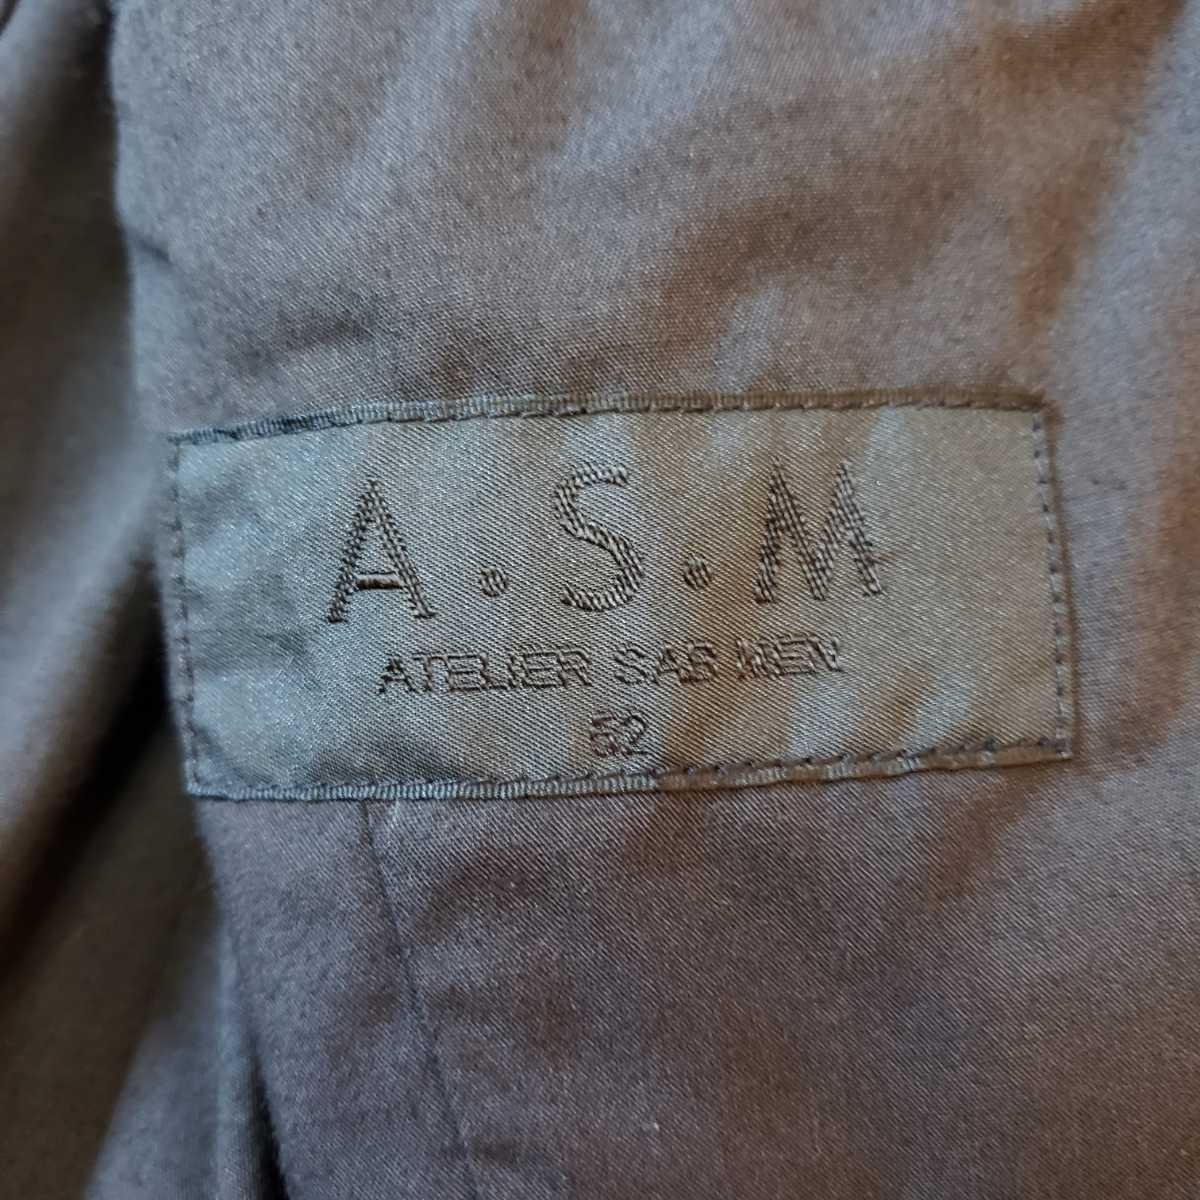 A.S.M
ATELIER SAB MEN
52